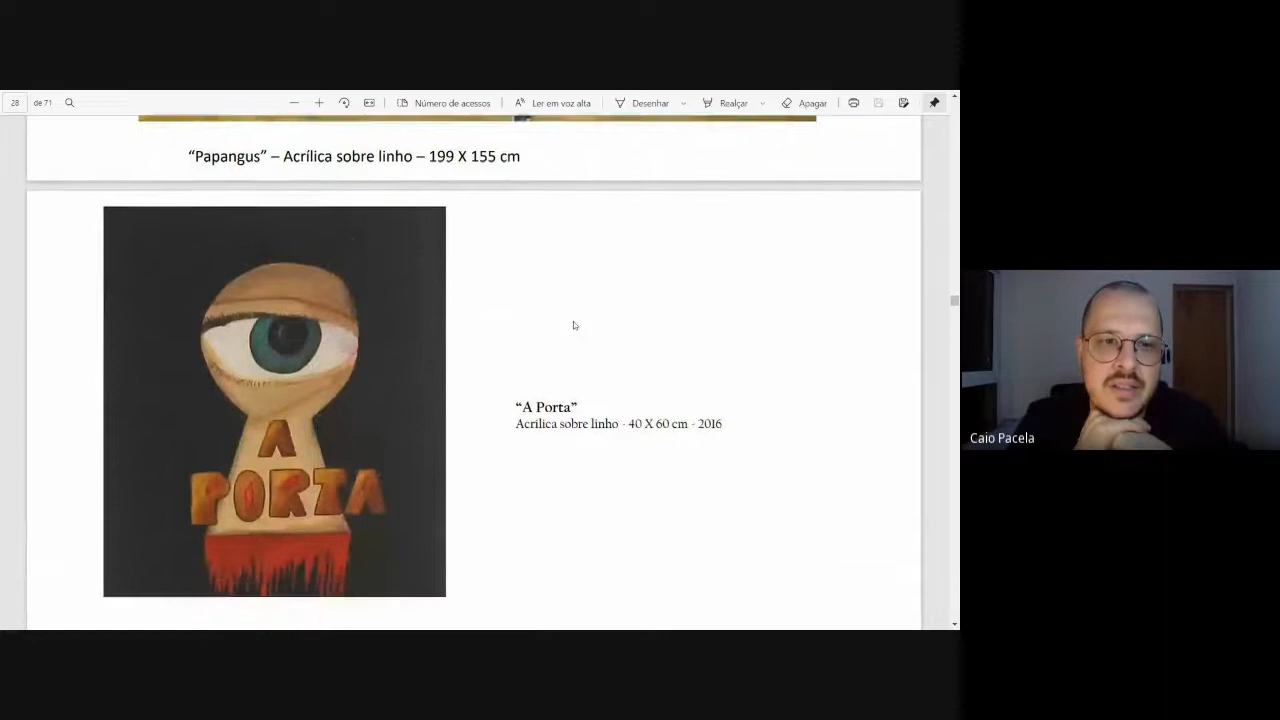 28 de 71 Número de acessos Ler em voz alta Desenhar Realçar Apagar
“Papangus” – Acrílica sobre linho – 199 X 155 cm
A
PORTA
“A Porta”
Acrílica sobre linho - 40 X 60 cm - 2016
Caio Pacela